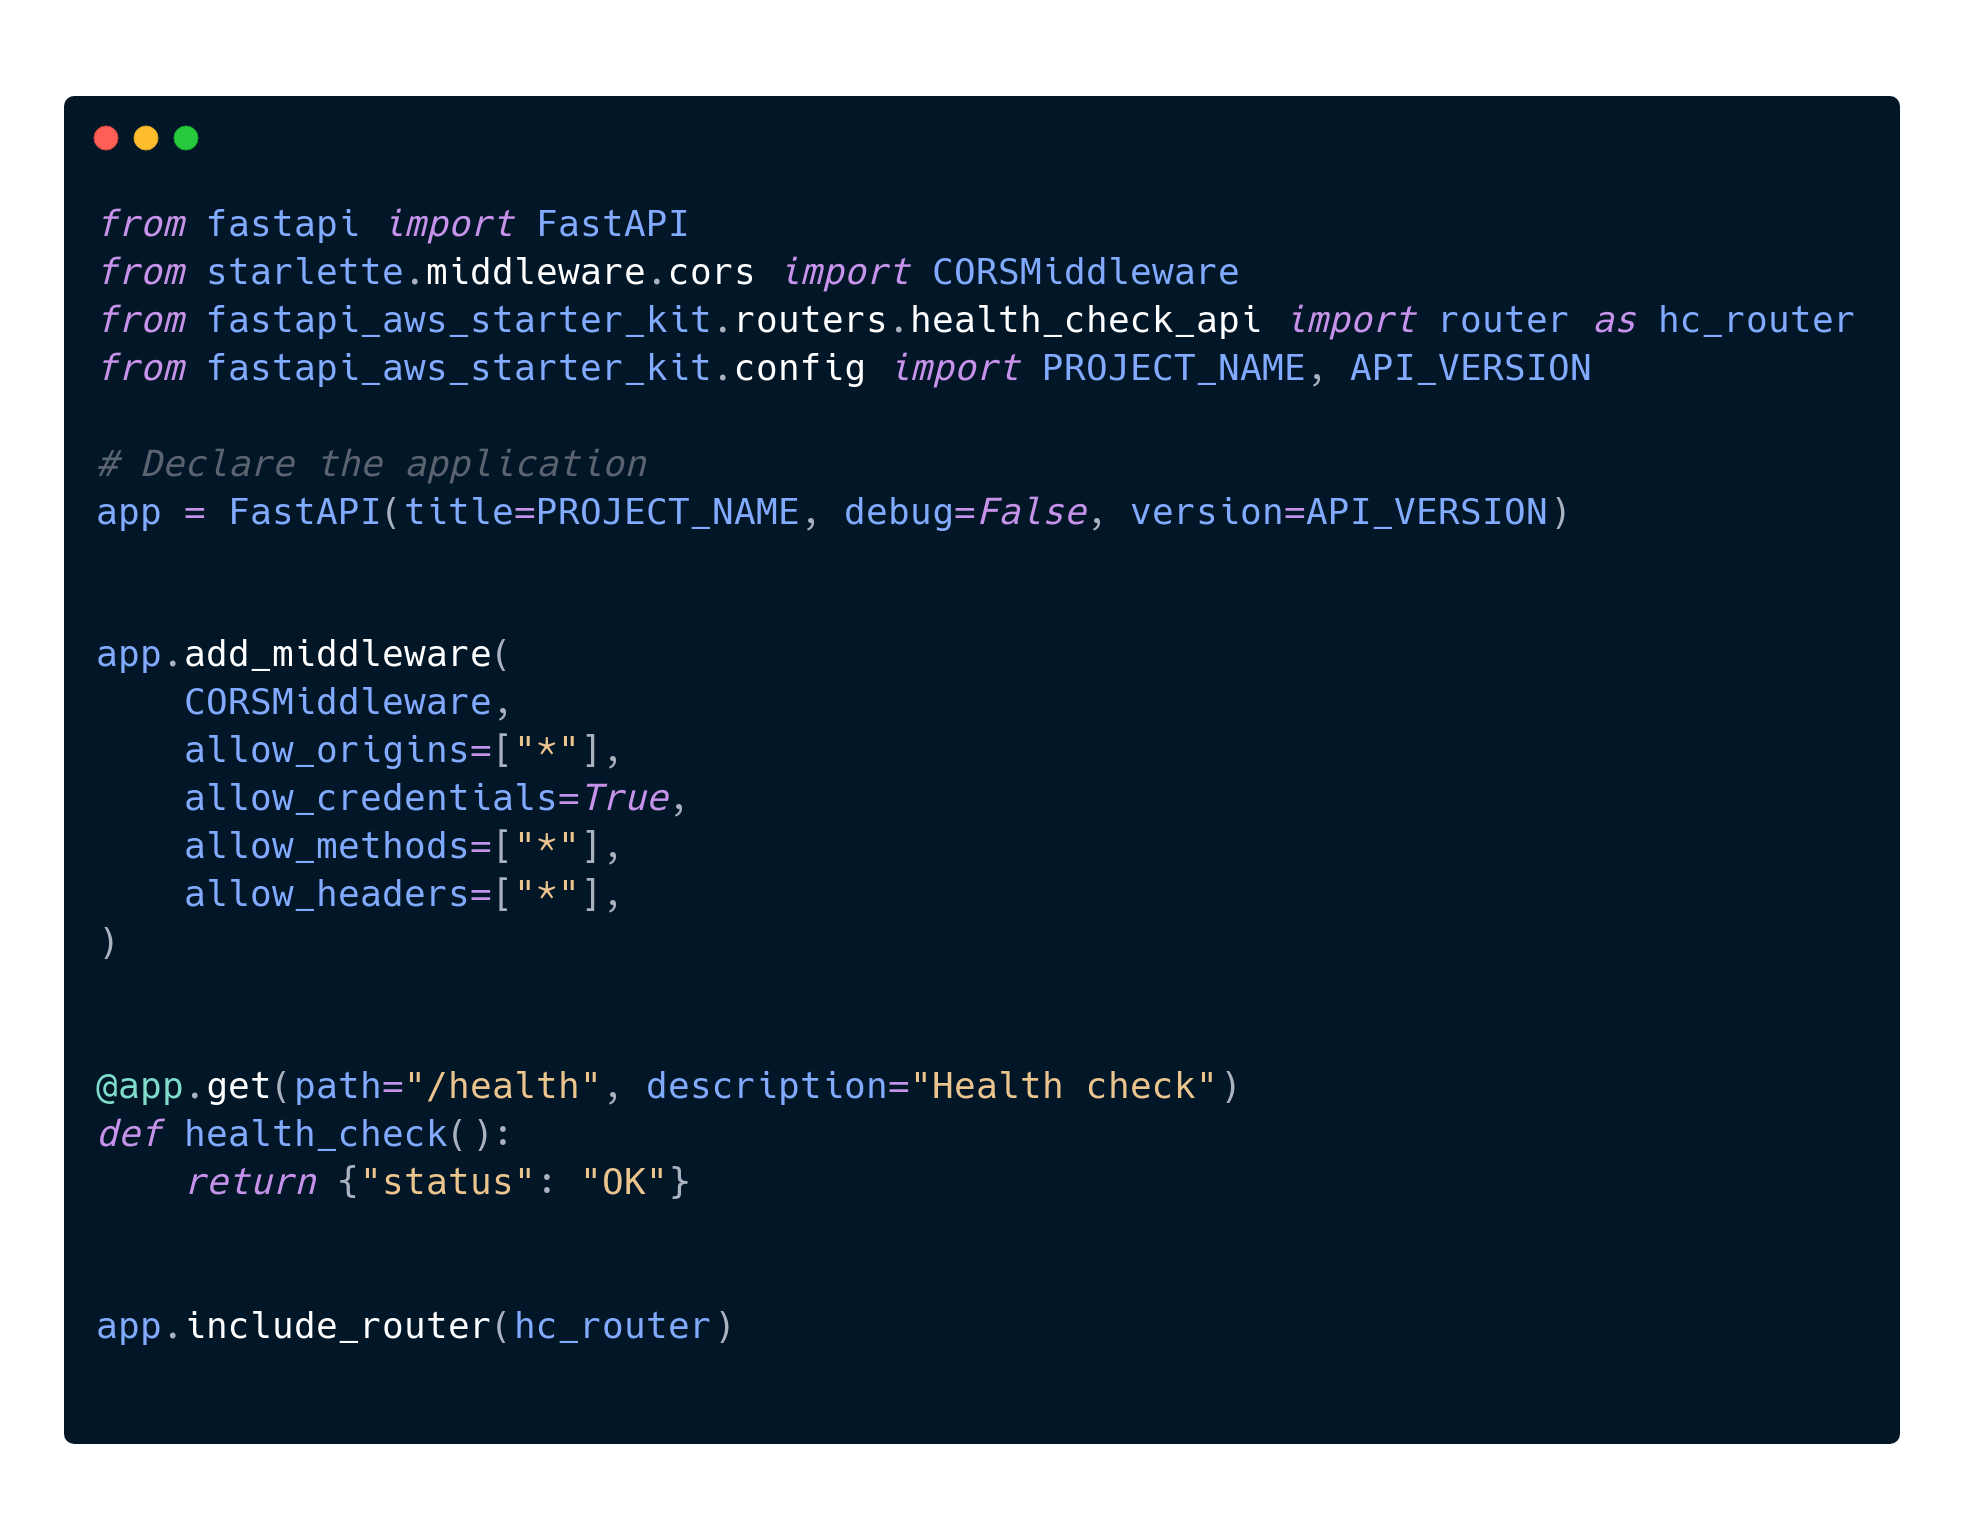 from fastapi import FastAPI
from starlette.middleware.cors import CORSMiddleware
from fastapi_aws_starter_kit.routers.health_check_api import router as hc_router
from fastapi_aws_starter_kit.config import PROJECT_NAME, API_VERSION

# Declare the application
app = FastAPI(title=PROJECT_NAME, debug=False, version=API_VERSION)


app.add_middleware(
    CORSMiddleware,
    allow_origins=["*"],
    allow_credentials=True,
    allow_methods=["*"],
    allow_headers=["*"],
)


@app.get(path="/health", description="Health check")
def health_check():
    return {"status": "OK"}


app.include_router(hc_router)